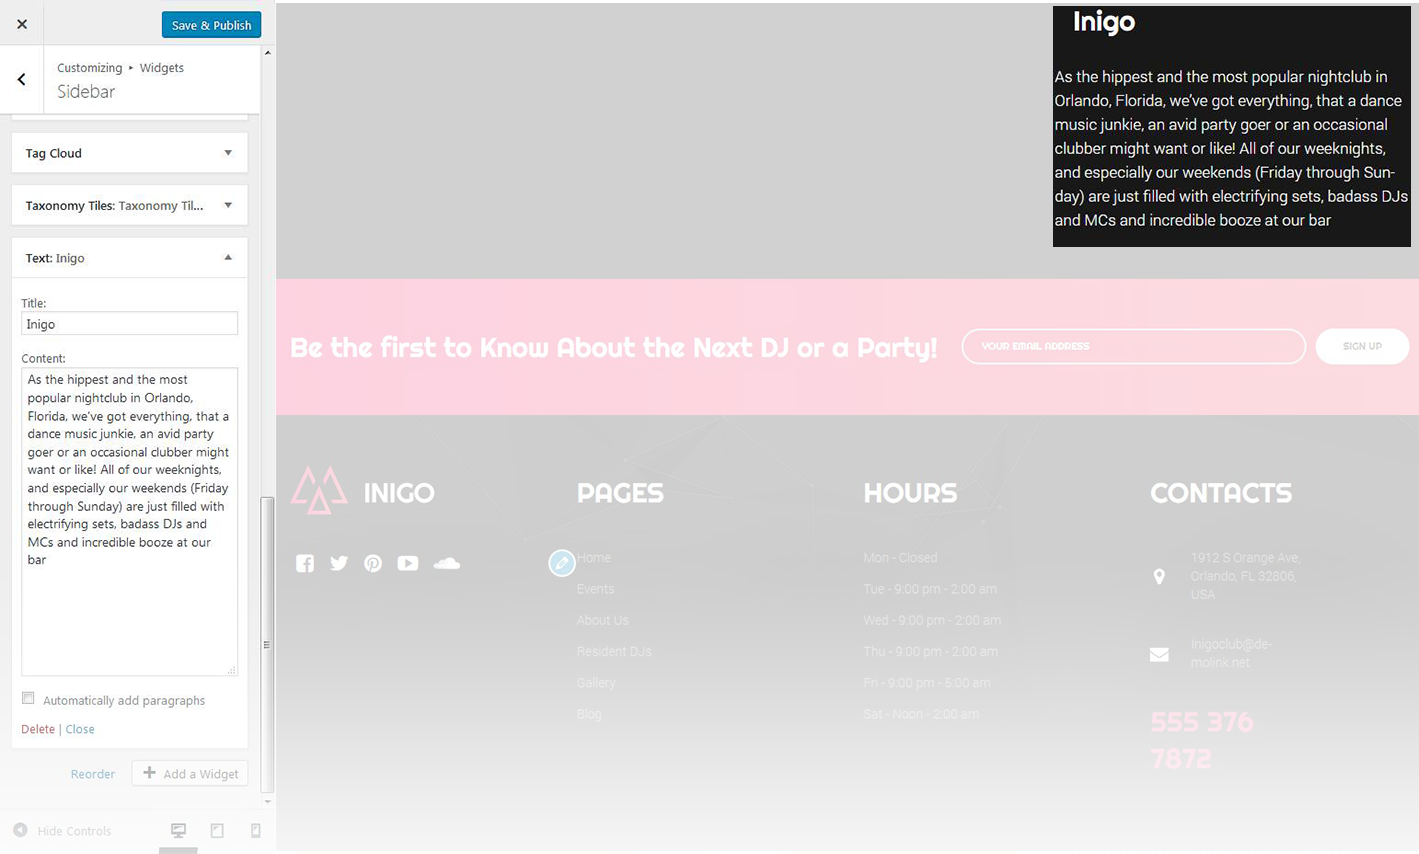 Save & Publish
Customizing ▸ Widgets
Sidebar
Tag Cloud
Taxonomy Tiles: Taxonomy Til...
Text: Inigo
Title:
Inigo
Content:
As the hippest and the most
popular nightclub in Orlando,
Florida, we've got everything, that a
dance music junkie, an avid party
goer or an occasional clubber might
want or like! All of our weeknights,
and especially our weekends (Friday
through Sunday) are just filled with
electrifying sets, badass DJs and
MCs and incredible booze at our
bar
Automatically add paragraphs
Delete | Close
Reorder
Add a Widget
Hide Controls
Inigo
As the hippest and the most popular nightclub in
Orlando, Florida, we've got everything, that a dance
music junkie, an avid party goer or an occasional
clubber might want or like! All of our weeknights,
and especially our weekends (Friday through Sun-
day) are just filled with electrifying sets, badass DJs
and MCs and incredible booze at our bar
Be the first to Know About the Next DJ or a Party!
YOUR EMAIL ADDRESS
SIGN UP
INIGO
PAGES
Home
Events
About Us
Resident DJs
Gallery
Blog
HOURS
Mon - Closed
Tue - 9:00 pm - 2:00 am
Wed - 9:00 pm - 2:00 am
Thu - 9:00 pm - 2:00 am
Fri - 9:00 pm - 5:00 am
Sat - Noon - 2:00 am
CONTACTS
1912 S Orange Ave,
Orlando, FL 32806,
USA
Inigoclub@de-
molink.net
555 376
7872